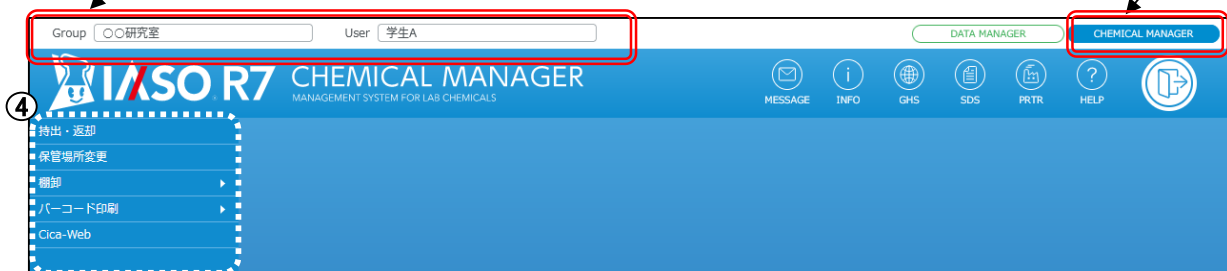 Group ○○研究室 User 学生A DATA MANAGER CHEMICAL MANAGER
IASO R7 CHEMICAL MANAGER
MANAGEMENT SYSTEM FOR LAB CHEMICALS
MESSAGE INFO GHS SDS PRTR HELP
④
持出・返却
保管場所変更
棚卸
バーコード印刷
Cica-Web